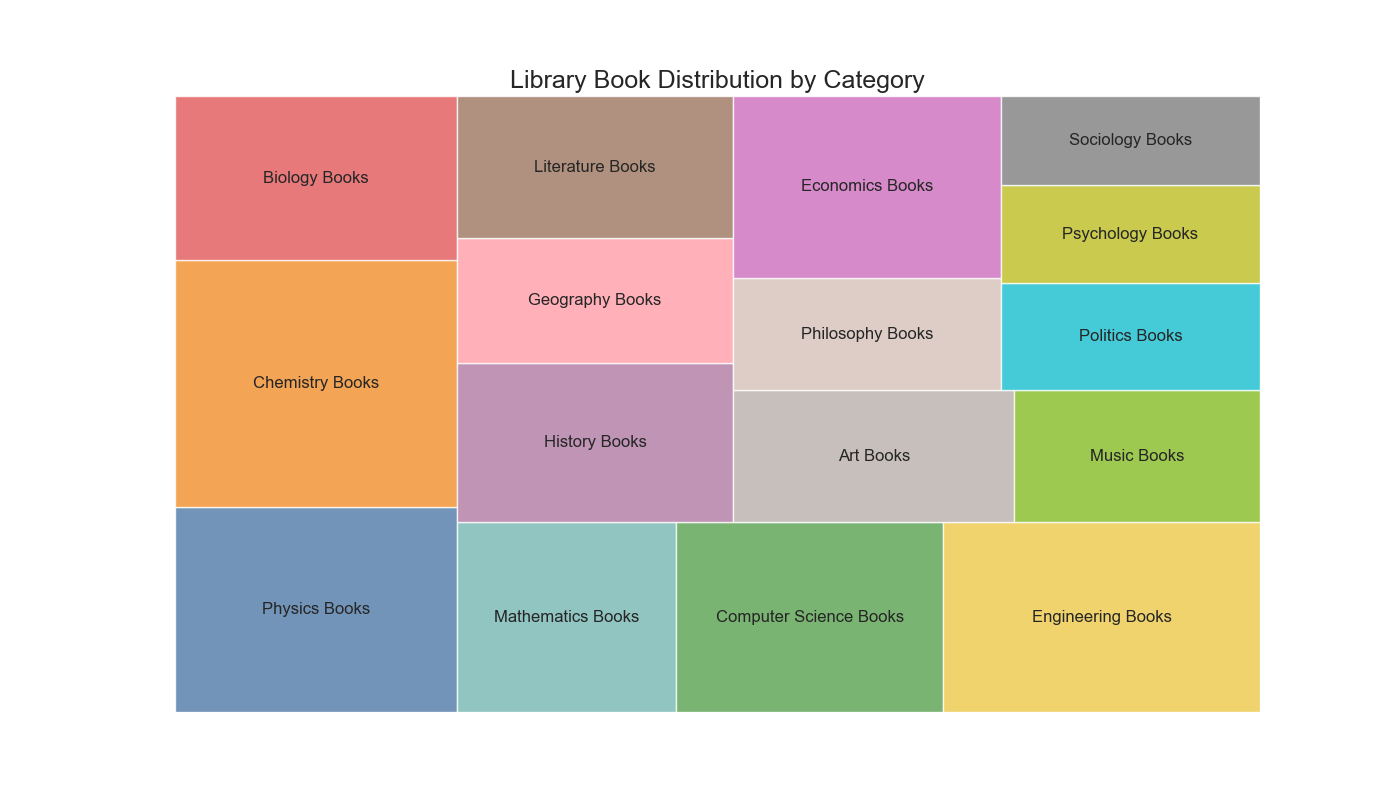 Library Book Distribution by Category
Biology Books
Literature Books
Economics Books
Sociology Books
Psychology Books
Geography Books
Philosophy Books
Politics Books
Chemistry Books
History Books
Art Books
Music Books
Physics Books
Mathematics Books
Computer Science Books
Engineering Books